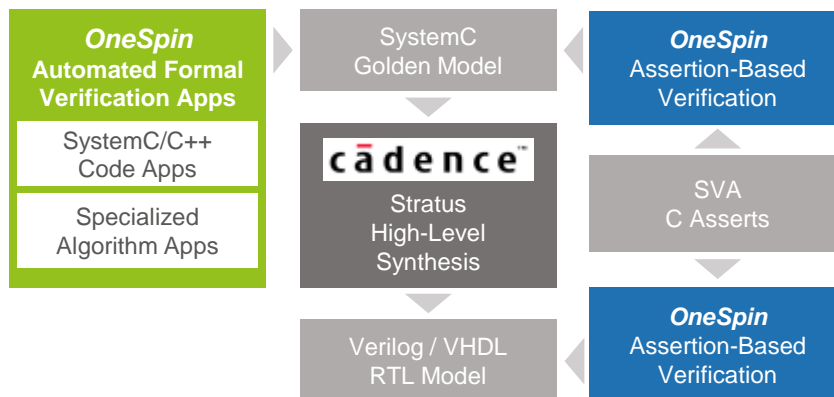 OneSpin
Automated Formal
Verification Apps
SystemC/C++
Code Apps
Specialized
Algorithm Apps
SystemC
Golden Model
cādence™
Stratus
High-Level
Synthesis
Verilog / VHDL
RTL Model
OneSpin
Assertion-Based
Verification
SVA
C Asserts
OneSpin
Assertion-Based
Verification